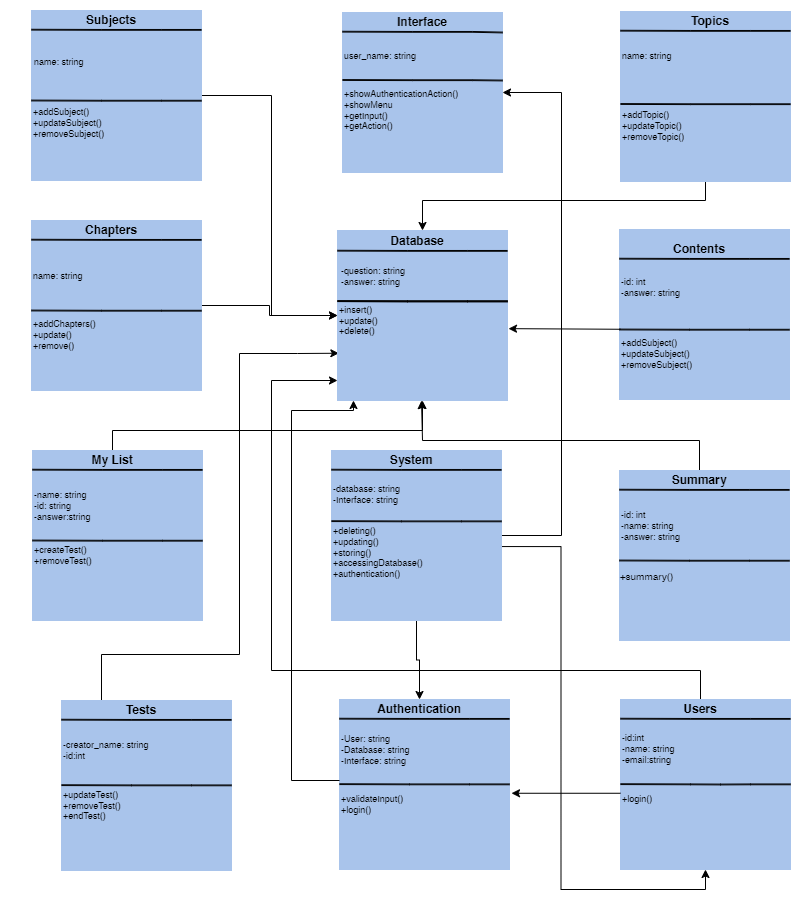 Subjects
name: string
+addSubject()
+updateSubject()
+removeSubject()
Interface
user_name: string
+showAuthenticationAction()
+showMenu
+getInput()
+getAction()
Topics
name: string
+addTopic()
+updateTopic()
+removeTopic()
Chapters
name: string
+addChapters()
+update()
+remove()
Database
-question: string
-answer: string
+insert()
+update()
+delete()
Contents
-id: int
-answer: string
+addSubject()
+updateSubject()
+removeSubject()
My List
-name: string
-id: string
-answer:string
+createTest()
+removeTest()
System
-database: string
-Interface: string
+deleting()
+updating()
+storing()
+accessingDatabase()
+authentication()
Summary
-id: int
-name: string
-answer: string
+summary()
Tests
-creator_name: string
-id:int
+updateTest()
+removeTest()
+endTest()
Authentication
-User: string
-Database: string
-Interface: string
+validateInput()
+login()
Users
-id:int
-name: string
-email:string
+login()